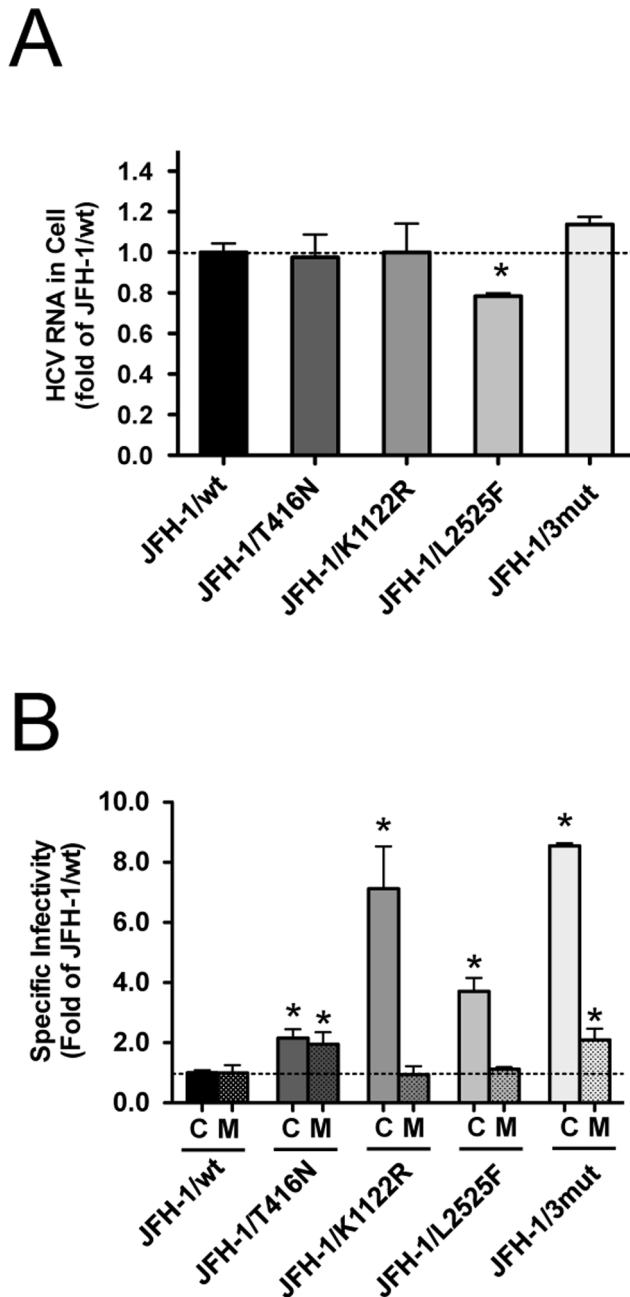 A
HCV RNA in Cell
(fold of JFH-1/wt)
1.4
1.2
1.0
0.8
0.6
0.4
0.2
0.0
*
JFH-1/wt
JFH-1/T416N
JFH-1/K1122R
JFH-1/L2525F
JFH-1/3mut
B
Specific Infectivity
(Fold of JFH-1/wt)
10.0
8.0
6.0
4.0
2.0
0.0
* * * * * *
C M C M C M C M C M
JFH-1/wt
JFH-1/T416N
JFH-1/K1122R
JFH-1/L2525F
JFH-1/3mut